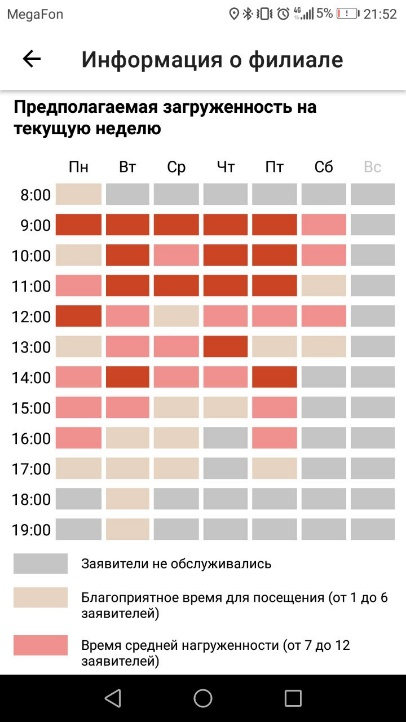 MegaFon 4G 5% 21:52
Информация о филиале
Предполагаемая загруженность на
текущую неделю
Пн Вт Ср Чт Пт Сб Вс
8:00
9:00
10:00
11:00
12:00
13:00
14:00
15:00
16:00
17:00
18:00
19:00
Заявители не обслуживались
Благоприятное время для посещения (от 1 до 6
заявителей)
Время средней нагруженности (от 7 до 12
заявителей)